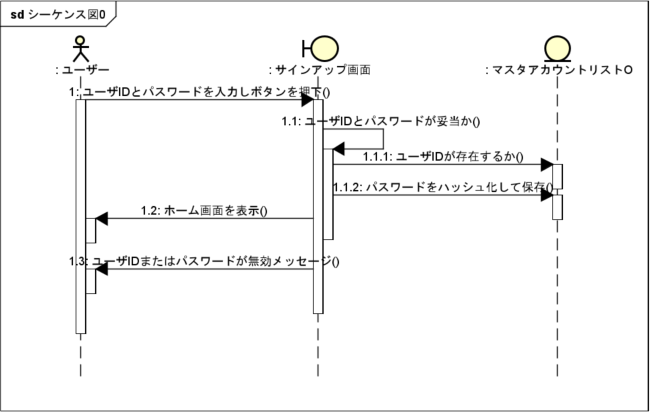 sd シーケンス図0
: ユーザー
: サインアップ画面
: マスタアカウントリストO
1: ユーザIDとパスワードを入力しボタンを押下()
1.1: ユーザIDとパスワードが妥当か()
1.1.1: ユーザIDが存在するか()
1.1.2: パスワードをハッシュ化して保存()
1.2: ホーム画面を表示()
1.3: ユーザIDまたはパスワードが無効メッセージ()